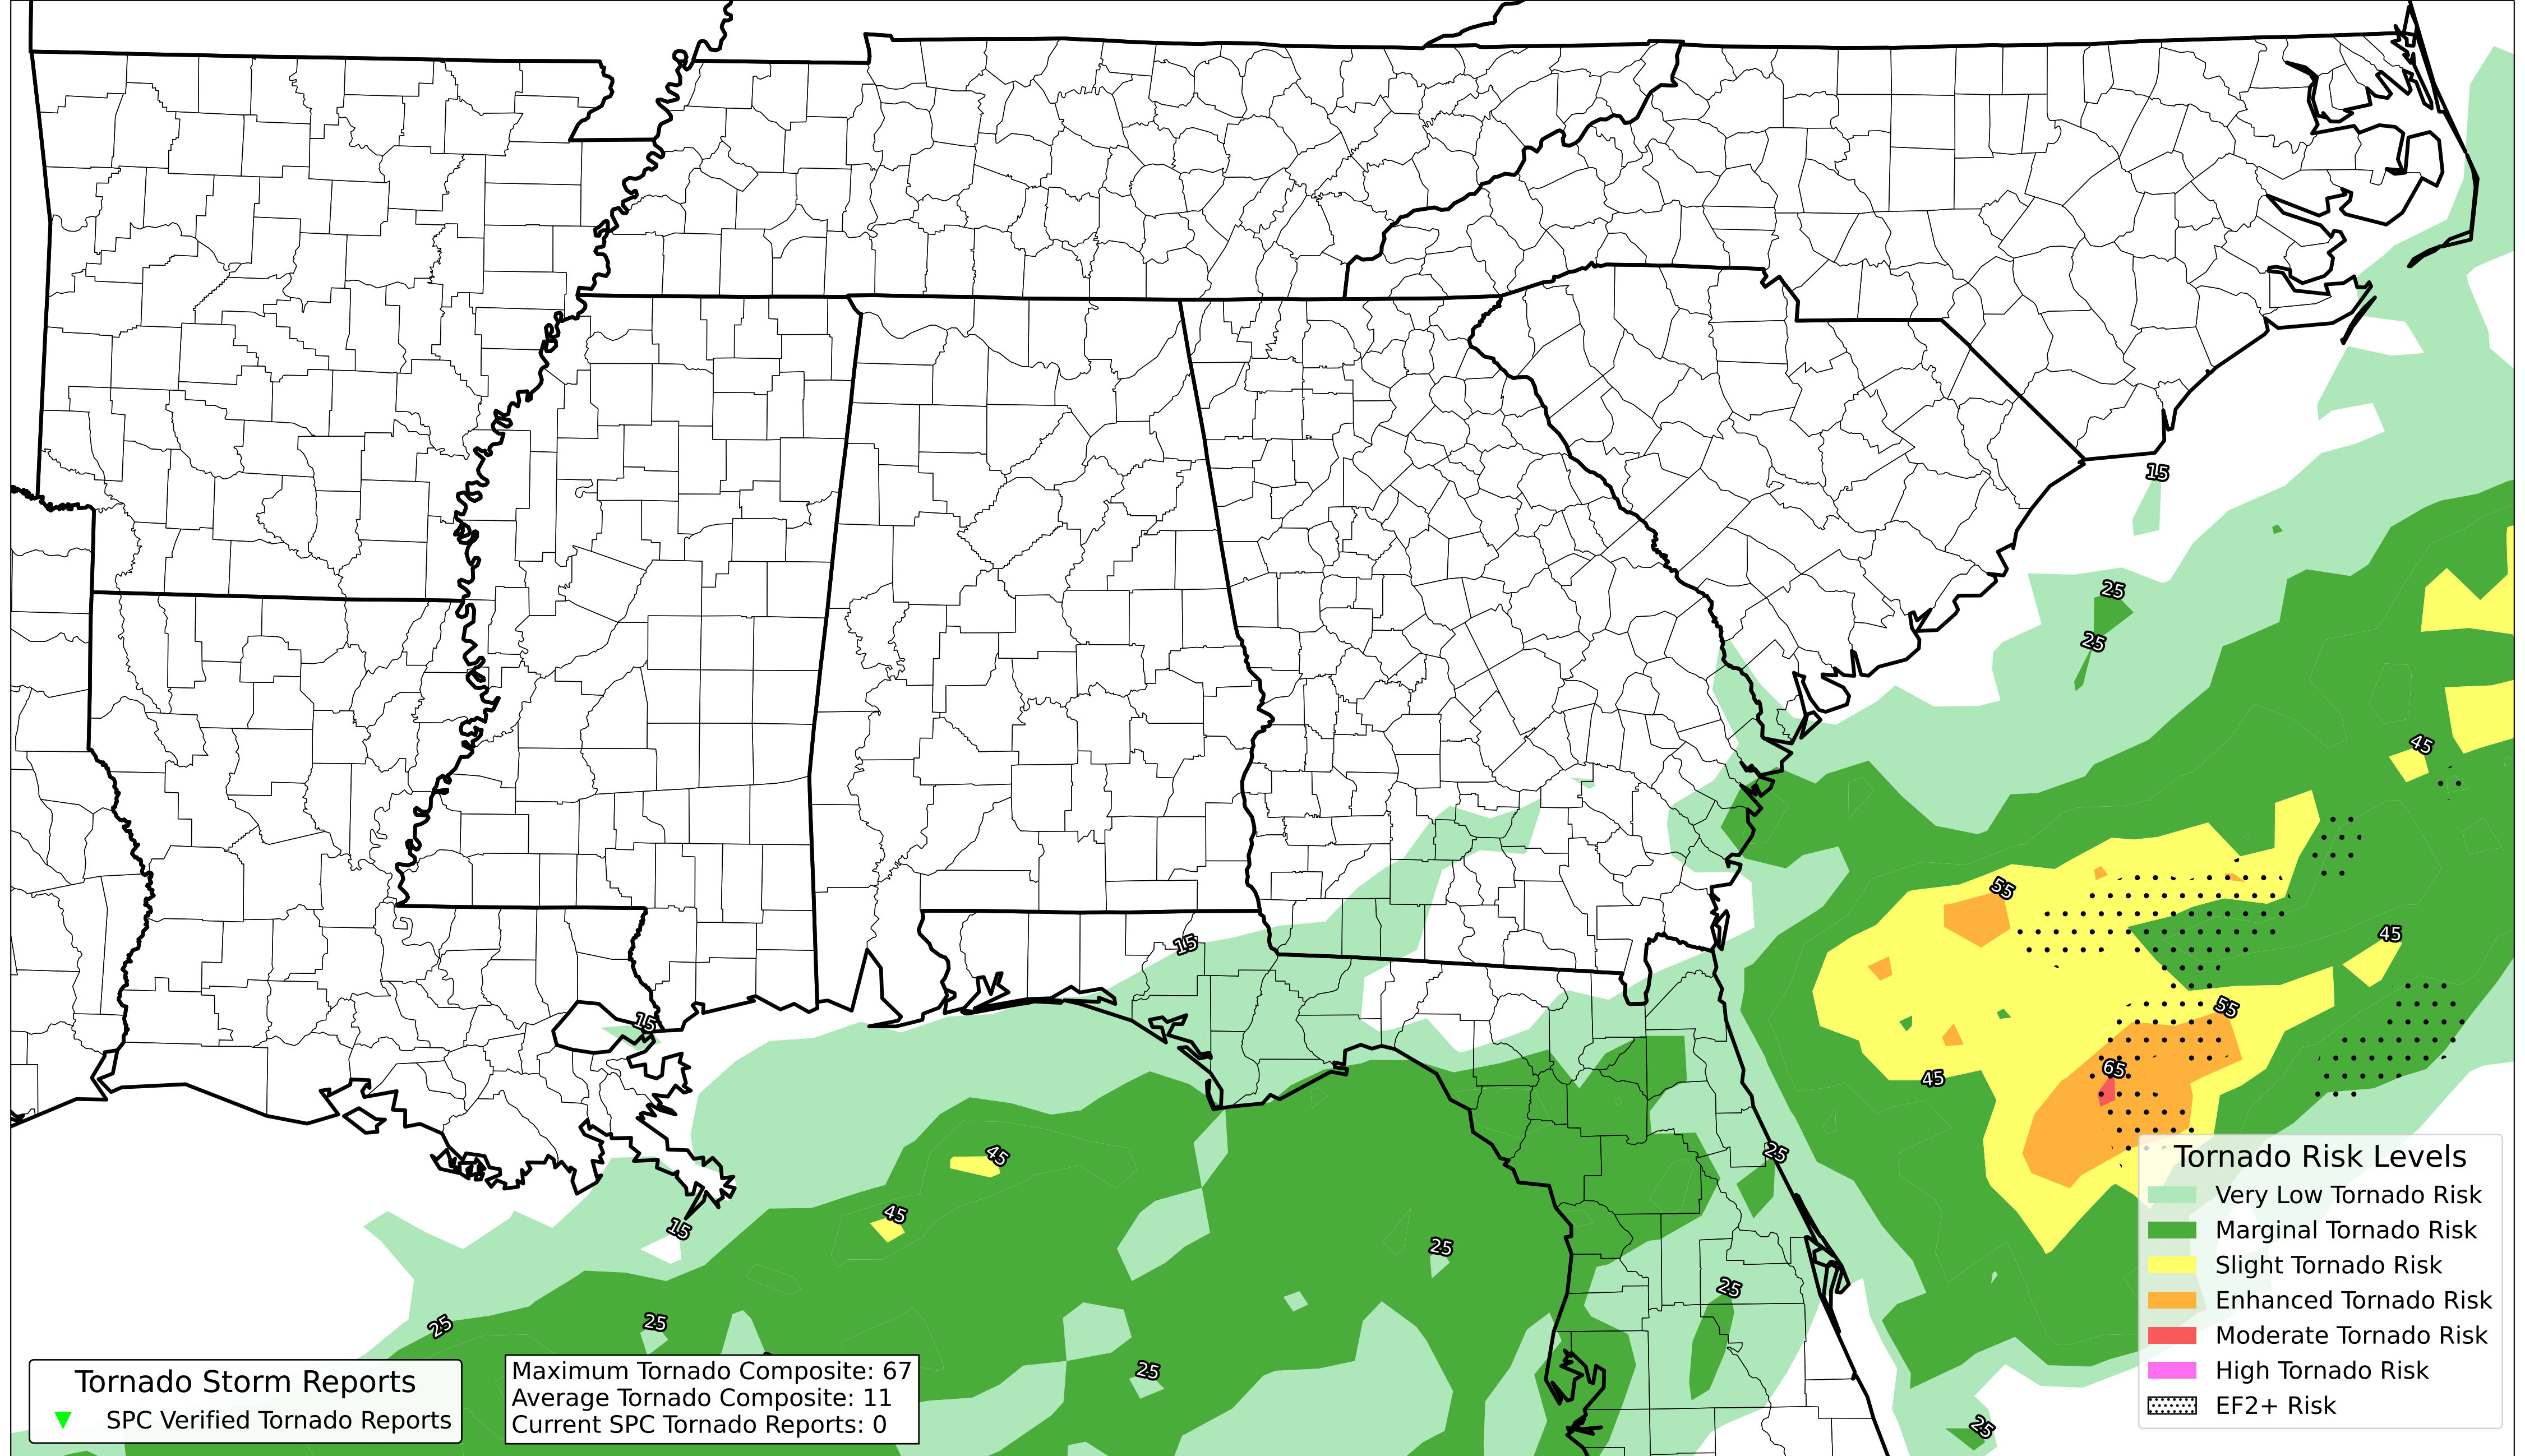 15
25
25
45
55
15
45
55
15
65
45
25
45
45
15
25
25
25
25
25
25
Tornado Storm Reports
SPC Verified Tornado Reports
Maximum Tornado Composite: 67
Average Tornado Composite: 11
Current SPC Tornado Reports: 0
Tornado Risk Levels
Very Low Tornado Risk
Marginal Tornado Risk
Slight Tornado Risk
Enhanced Tornado Risk
Moderate Tornado Risk
High Tornado Risk
EF2+ Risk